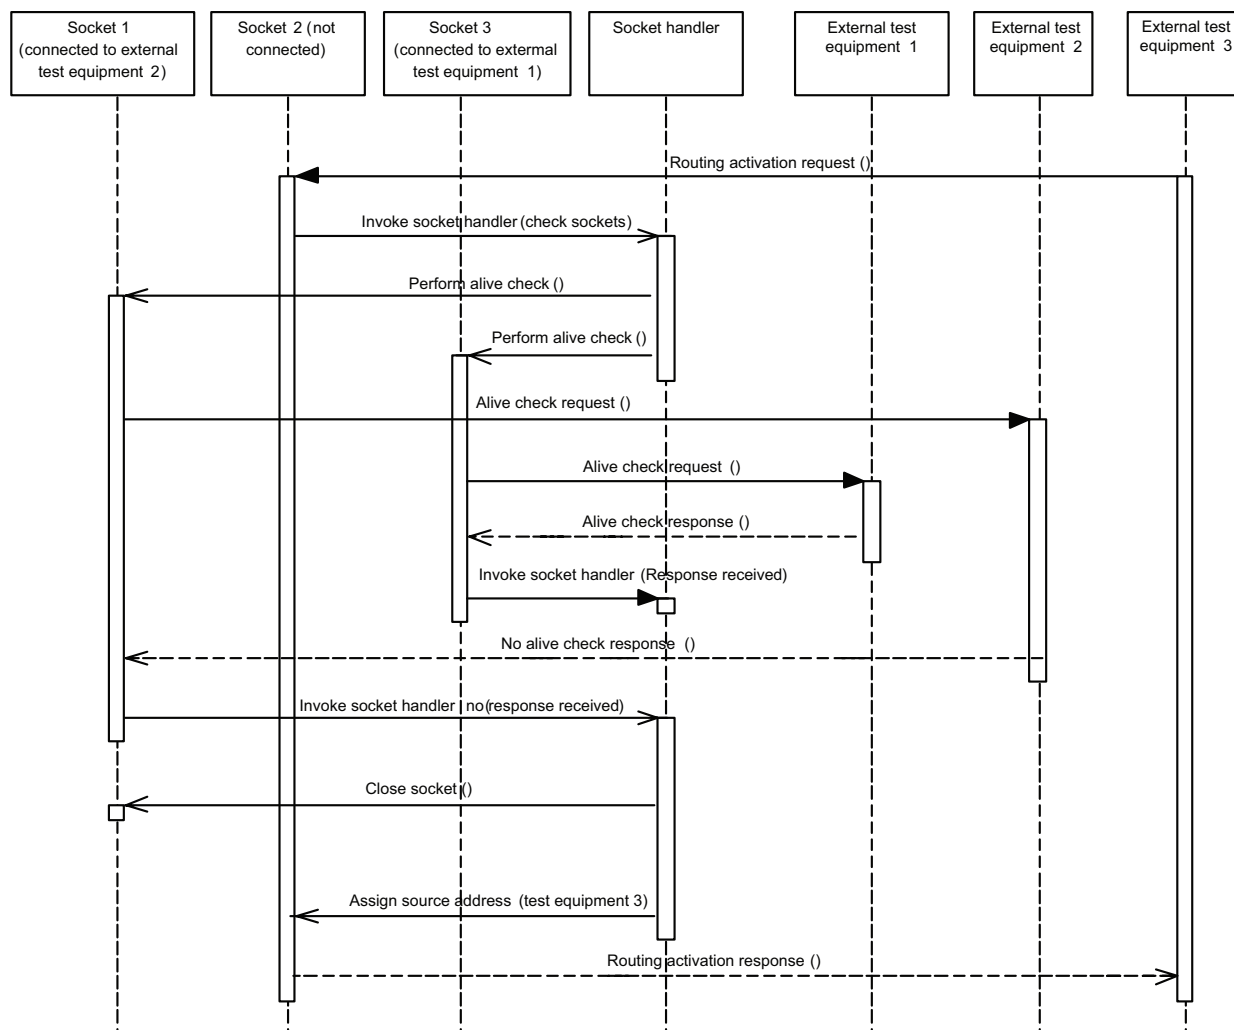 Socket 1
(connected to external
test equipment 2)
Socket 2 (not
connected)
Socket 3
(connected to extermal
test equipment 1)
Socket handler
External test
equipment 1
External test
equipment 2
External test
equipment 3
Routing activation request ()
Invoke socket handler (check sockets)
Perform alive check ()
Perform alive check ()
Alive check request ()
Alive check request ()
Alive check response ()
Invoke socket handler (Response received)
No alive check response ()
Invoke socket handler no(response received)
Close socket ()
Assign source address (test equipment 3)
Routing activation response ()